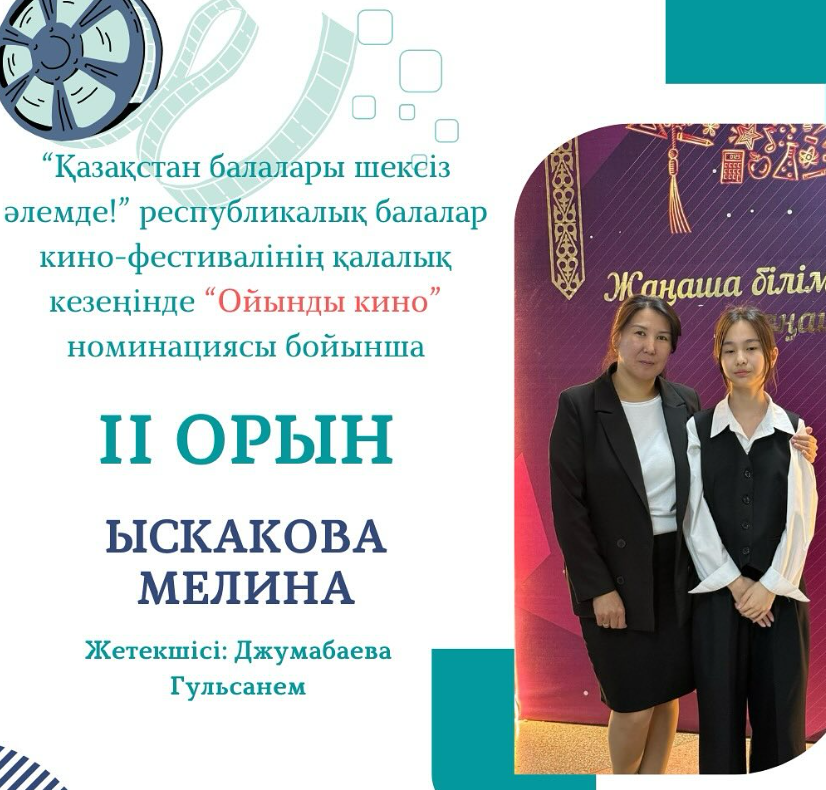 “Қазақстан балалары шексіз
әлемде!” республикалық балалар
кино-фестивалінің қалалық
кезеңінде “Ойынды кино”
номинациясы бойынша
II ОРЫН
ЫСКАКОВА
МЕЛИНА
Жетекшісі: Джумабаева
Гульсанем
Жаңаша білім